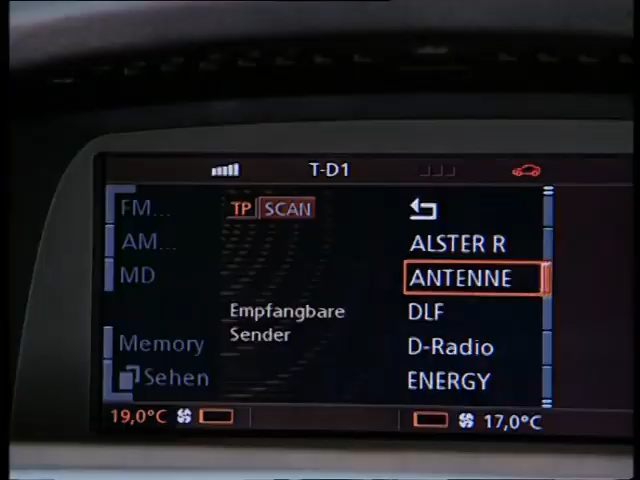 T-D1
FM...
TP SCAN
AM...
ALSTER R
MD
ANTENNE
Empfangbare
Sender
DLF
Memory
D-Radio
Sehen
ENERGY
19,0°C
17,0°C